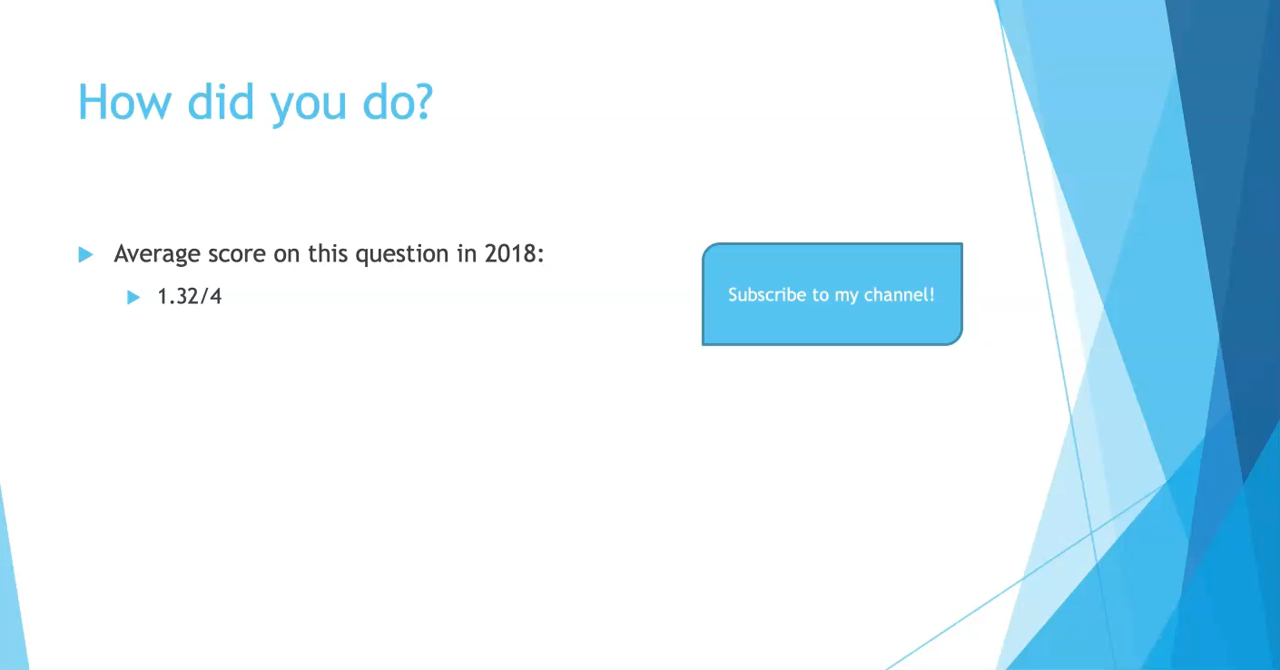 How did you do?
Average score on this question in 2018:
1.32/4
Subscribe to my channel!